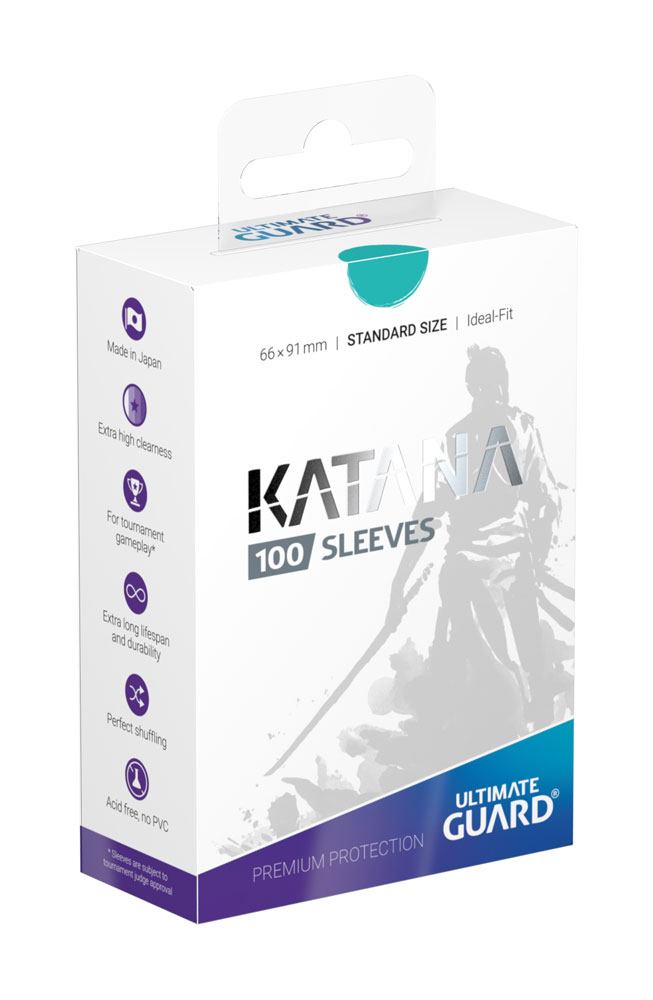 ULTIMATE
GUARD®
66 x 91 mm | STANDARD SIZE | Ideal-Fit
KATANA
100 SLEEVES
PREMIUM PROTECTION
ULTIMATE
GUARD®
Made in Japan
Extra high clearness
For tournament
gameplay*
Extra long lifespan
and durability
Perfect shuffling
Acid free, no PVC
* Sleeves are subject to
tournament judge approval